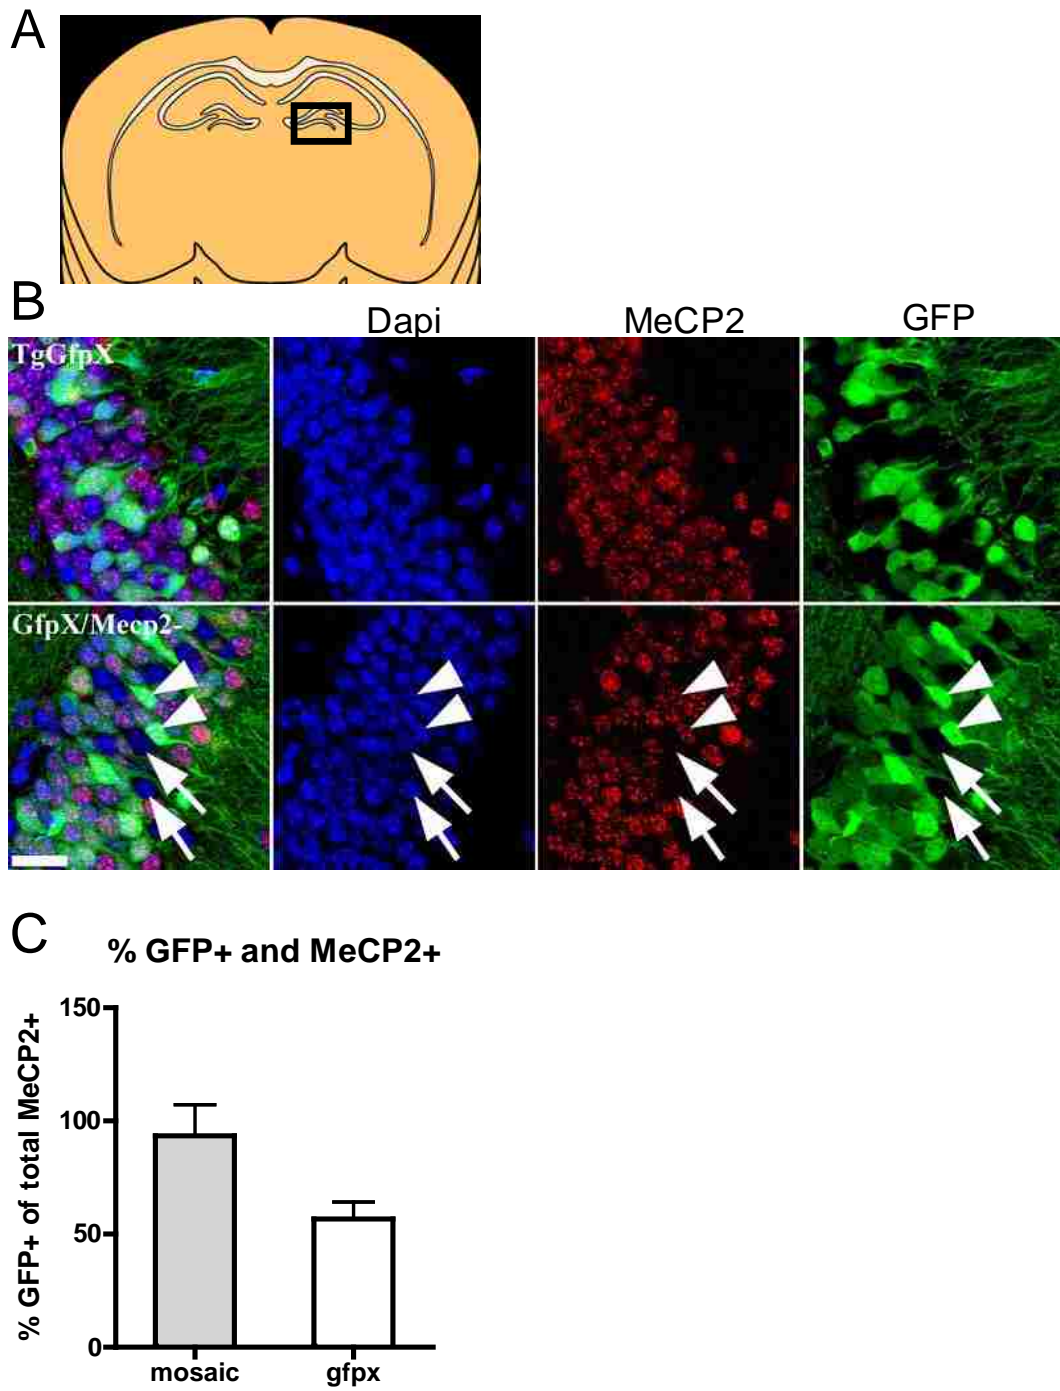 A
B
Dapi MeCP2 GFP
TgGfpX
GfpX/Mecp2-
C
% GFP+ and MeCP2+
% GFP+ of total MeCP2+
150
100
50
0
mosaic gfpx